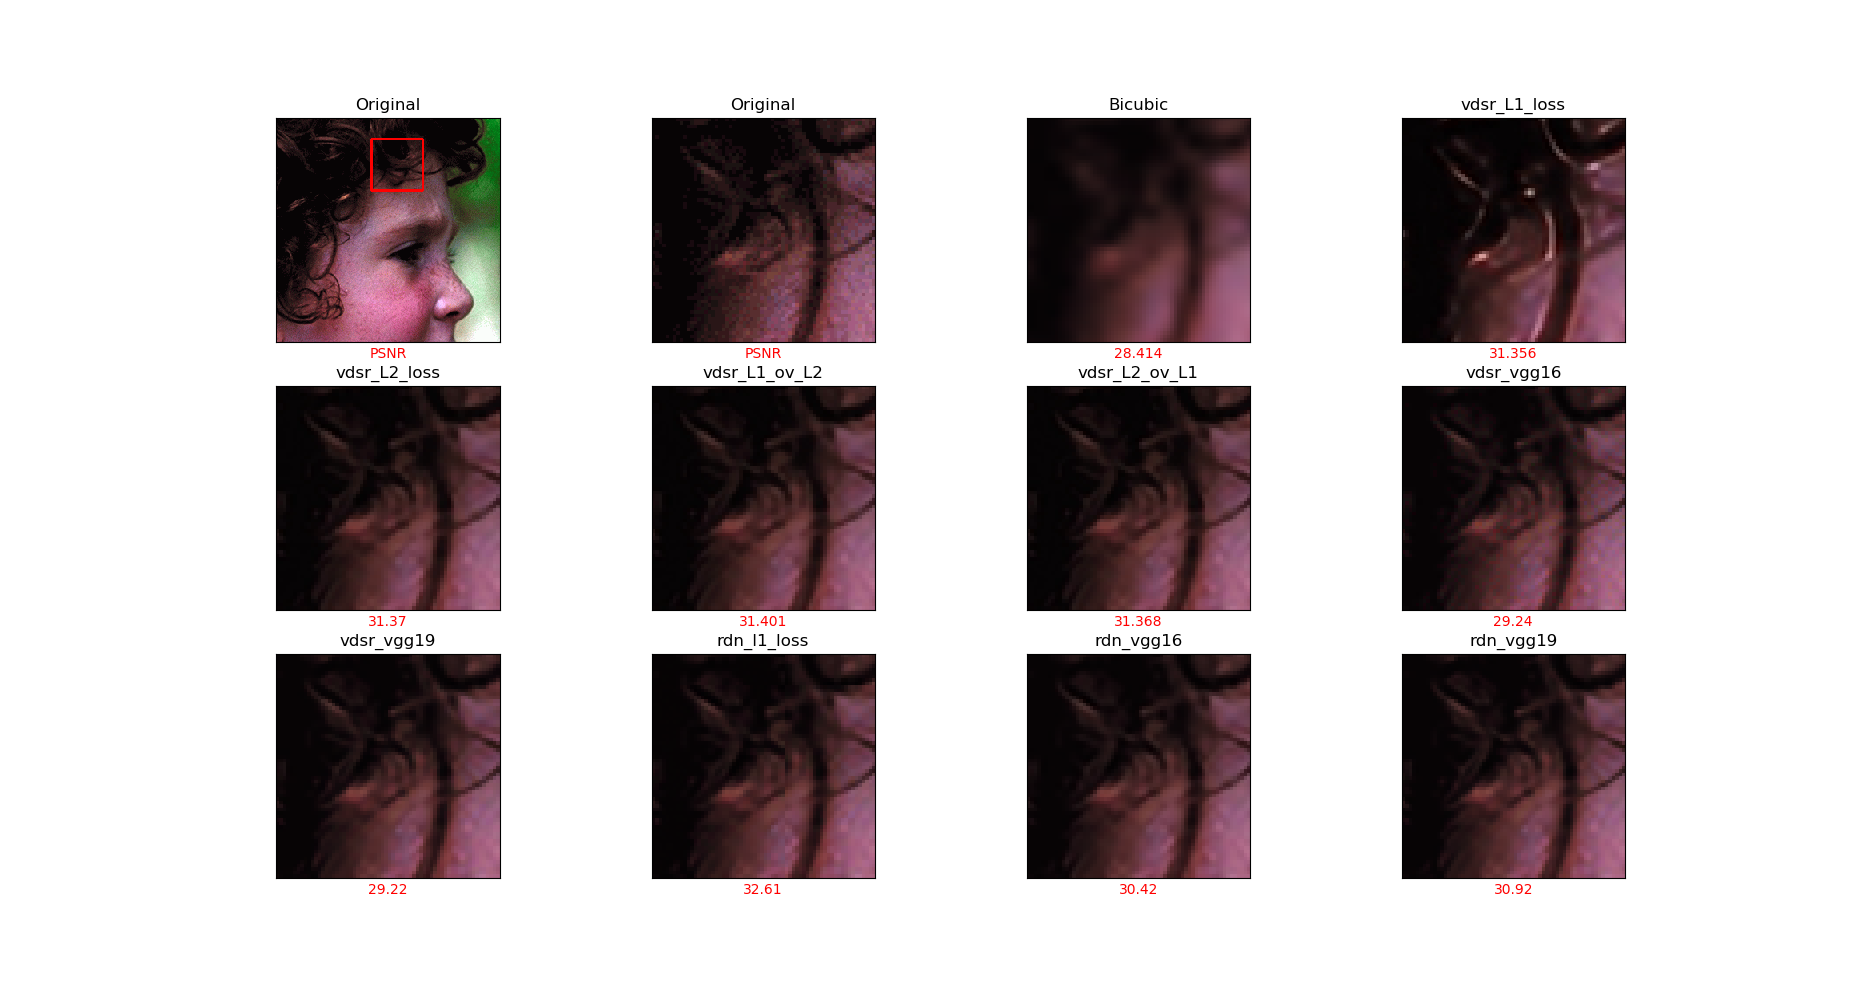 Original
Original
Bicubic
vdsr_L1_loss
PSNR
PSNR
28.414
31.356
vdsr_L2_loss
vdsr_L1_ov_L2
vdsr_L2_ov_L1
vdsr_vgg16
31.37
31.401
31.368
29.24
vdsr_vgg19
rdn_l1_loss
rdn_vgg16
rdn_vgg19
29.22
32.61
30.42
30.92